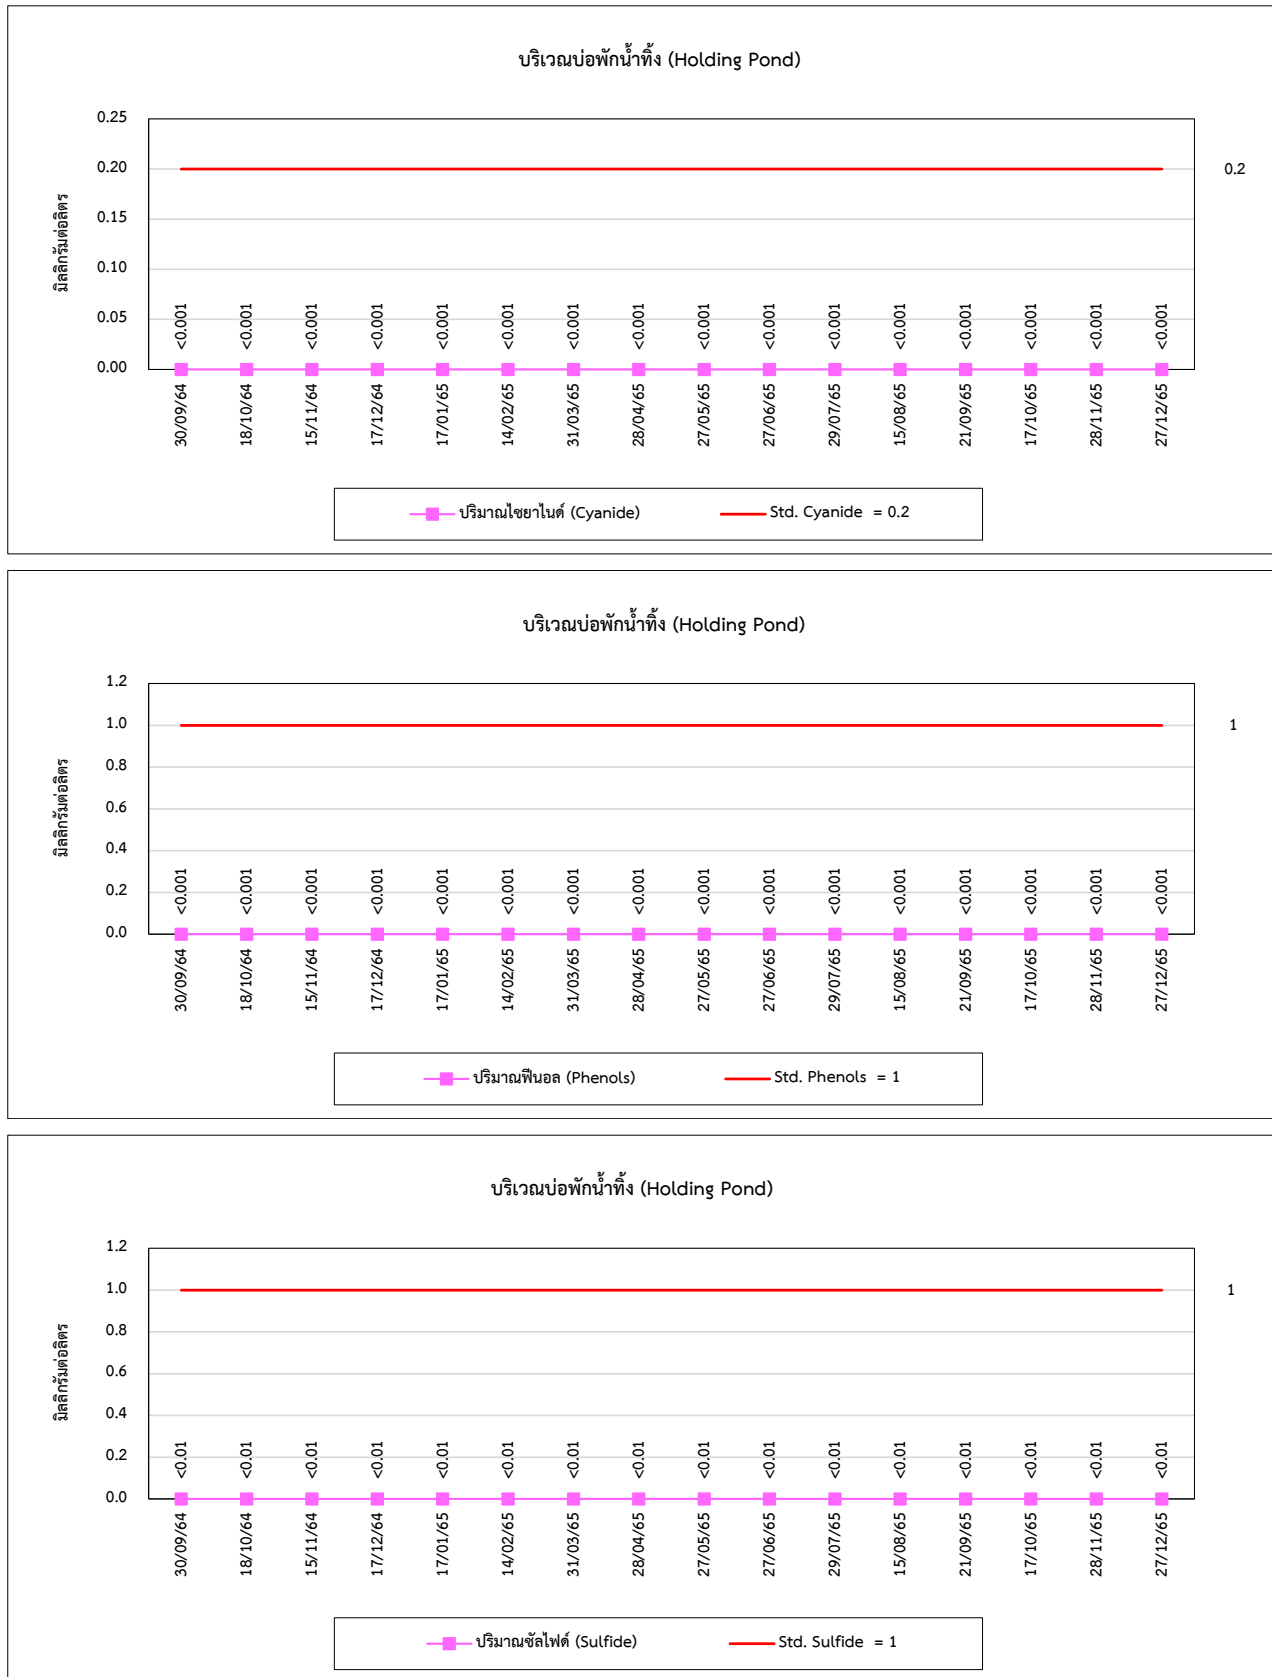 บริเวณบ่อพักน้ำทิ้ง (Holding Pond)
มิลลิกรัมต่อลิตร
0.25
0.20
0.15
0.10
0.05
0.00
0.2
<0.001 <0.001 <0.001 <0.001 <0.001 <0.001 <0.001 <0.001 <0.001 <0.001 <0.001 <0.001 <0.001 <0.001 <0.001 <0.001
30/09/64 18/10/64 15/11/64 17/12/64 17/01/65 14/02/65 31/03/65 28/04/65 27/05/65 27/06/65 29/07/65 15/08/65 21/09/65 17/10/65 28/11/65 27/12/65
ปริมาณไซยาไนด์ (Cyanide) Std. Cyanide = 0.2
บริเวณบ่อพักน้ำทิ้ง (Holding Pond)
มิลลิกรัมต่อลิตร
1.2
1.0
0.8
0.6
0.4
0.2
0.0
1
<0.001 <0.001 <0.001 <0.001 <0.001 <0.001 <0.001 <0.001 <0.001 <0.001 <0.001 <0.001 <0.001 <0.001 <0.001 <0.001
30/09/64 18/10/64 15/11/64 17/12/64 17/01/65 14/02/65 31/03/65 28/04/65 27/05/65 27/06/65 29/07/65 15/08/65 21/09/65 17/10/65 28/11/65 27/12/65
ปริมาณฟีนอล (Phenols) Std. Phenols = 1
บริเวณบ่อพักน้ำทิ้ง (Holding Pond)
มิลลิกรัมต่อลิตร
1.2
1.0
0.8
0.6
0.4
0.2
0.0
1
<0.01 <0.01 <0.01 <0.01 <0.01 <0.01 <0.01 <0.01 <0.01 <0.01 <0.01 <0.01 <0.01 <0.01 <0.01 <0.01
30/09/64 18/10/64 15/11/64 17/12/64 17/01/65 14/02/65 31/03/65 28/04/65 27/05/65 27/06/65 29/07/65 15/08/65 21/09/65 17/10/65 28/11/65 27/12/65
ปริมาณซัลไฟด์ (Sulfide) Std. Sulfide = 1